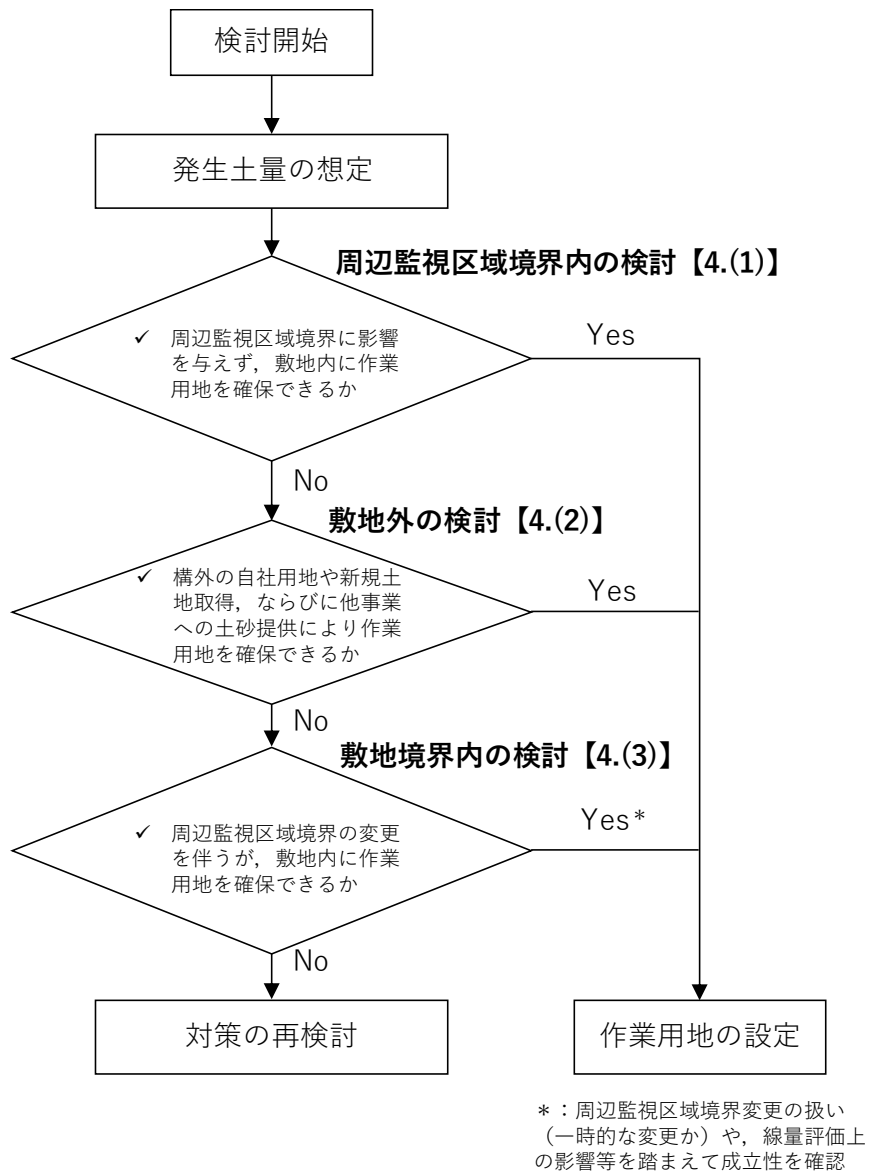 検討開始
発生土量の想定
周辺監視区域境界内の検討【4.(1)】
✓ 周辺監視区域境界に影響
を与えず，敷地内に作業
用地を確保できるか
Yes
No
敷地外の検討【4.(2)】
✓ 構外の自社用地や新規土
地取得，ならびに他事業
への土砂提供により作業
用地を確保できるか
Yes
No
敷地境界内の検討【4.(3)】
✓ 周辺監視区域境界の変更
を伴うが，敷地内に作業
用地を確保できるか
Yes*
No
対策の再検討
作業用地の設定
＊：周辺監視区域境界変更の扱い
（一時的な変更か）や，線量評価上
の影響等を踏まえて成立性を確認